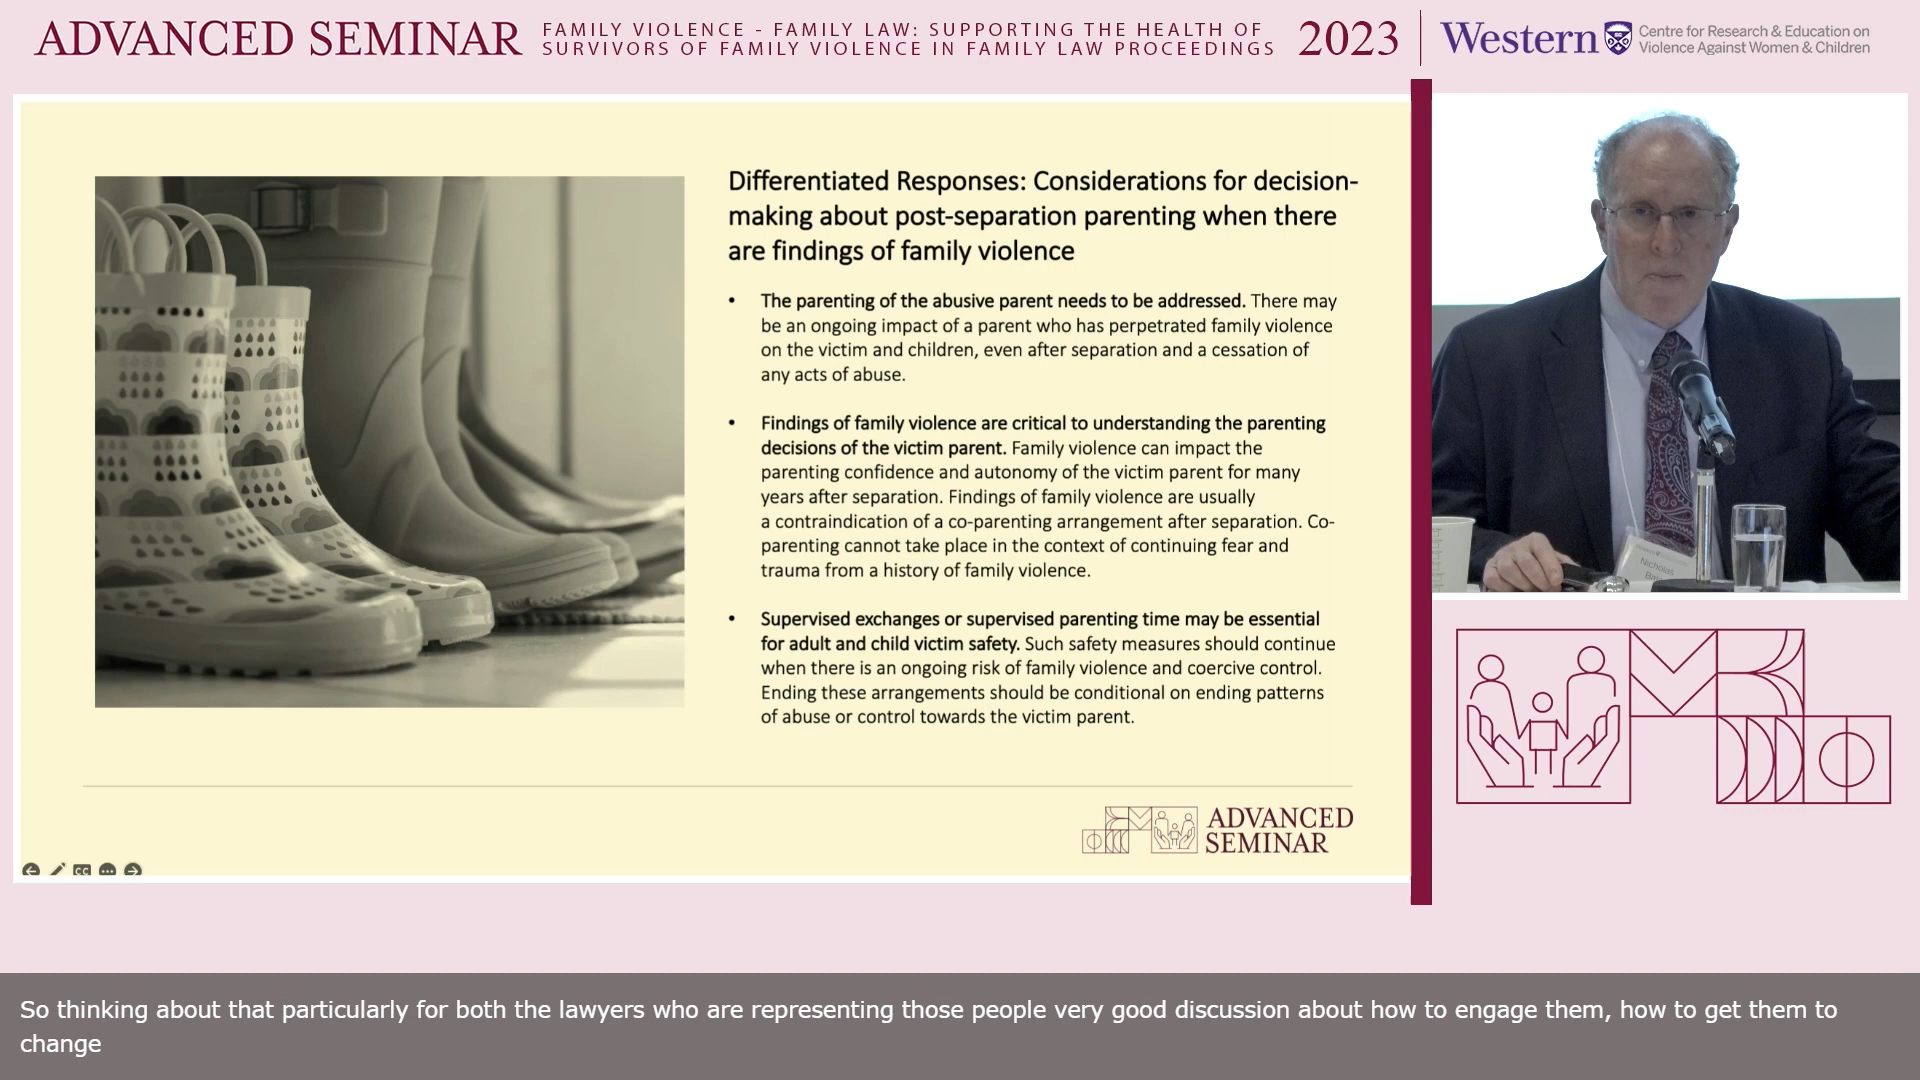 ADVANCED SEMINAR
FAMILY VIOLENCE - FAMILY LAW: SUPPORTING THE HEALTH OF
SURVIVORS OF FAMILY VIOLENCE IN FAMILY LAW PROCEEDINGS
2023
Western
Centre for Research & Education on
Violence Against Women & Children
Differentiated Responses: Considerations for decision-
making about post-separation parenting when there
are findings of family violence
• The parenting of the abusive parent needs to be addressed. There may
be an ongoing impact of a parent who has perpetrated family violence
on the victim and children, even after separation and a cessation of
any acts of abuse.
• Findings of family violence are critical to understanding the parenting
decisions of the victim parent. Family violence can impact the
parenting confidence and autonomy of the victim parent for many
years after separation. Findings of family violence are usually
a contraindication of a co-parenting arrangement after separation. Co-
parenting cannot take place in the context of continuing fear and
trauma from a history of family violence.
• Supervised exchanges or supervised parenting time may be essential
for adult and child victim safety. Such safety measures should continue
when there is an ongoing risk of family violence and coercive control.
Ending these arrangements should be conditional on ending patterns
of abuse or control towards the victim parent.
ADVANCED
SEMINAR
CC
Nicholas
So thinking about that particularly for both the lawyers who are representing those people very good discussion about how to engage them, how to get them to
change